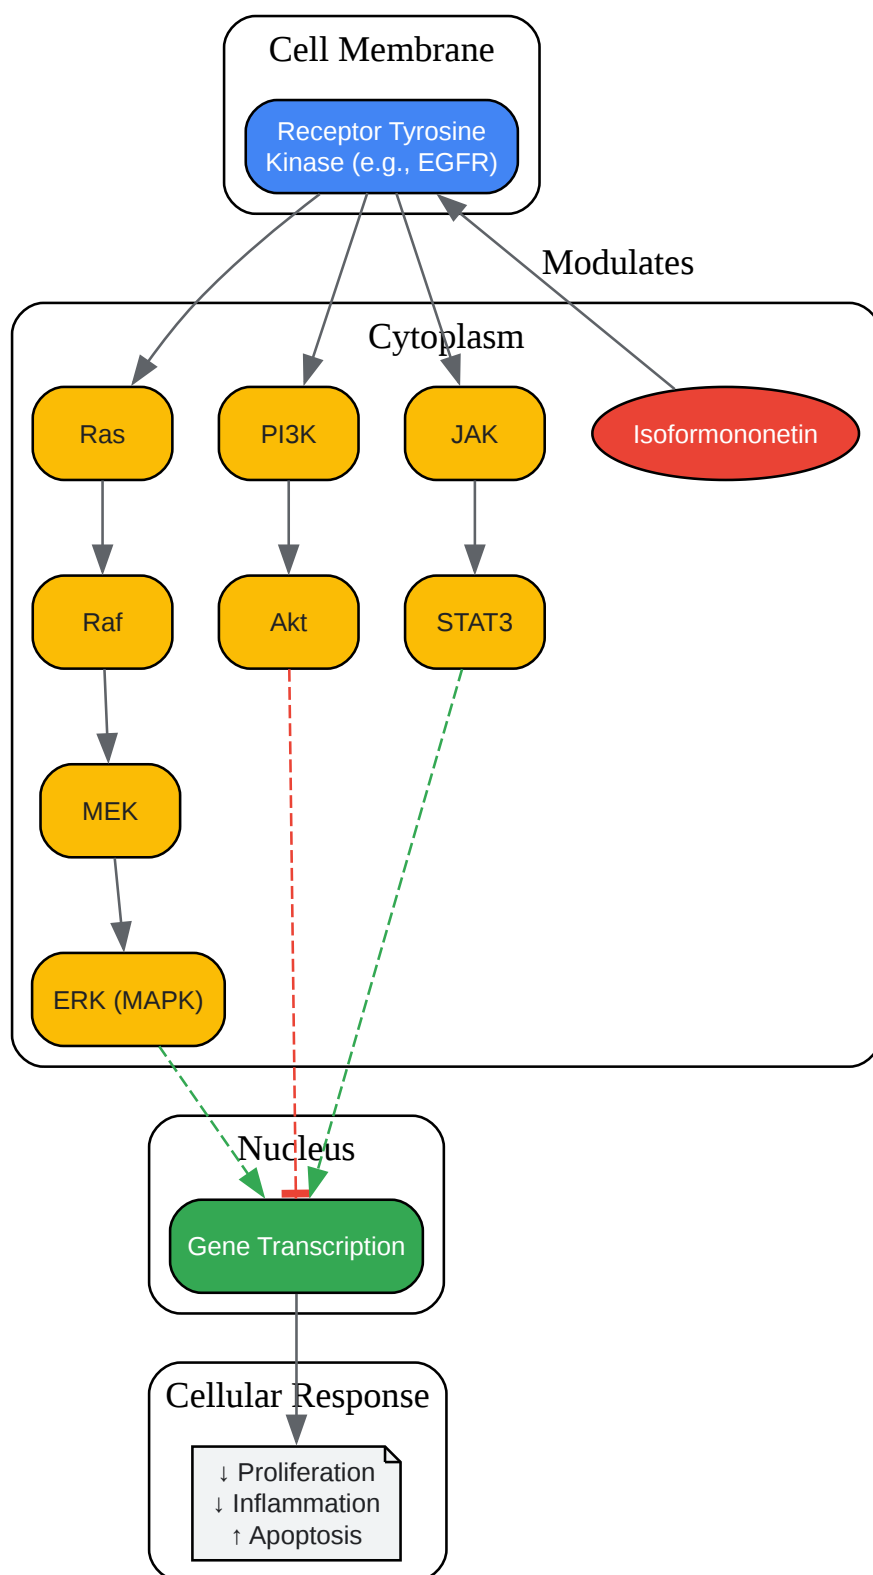 Cell Membrane
Receptor Tyrosine
Kinase (e.g., EGFR)
Modulates
Cytoplasm
Ras
PI3K
JAK
Isoformononetin
Raf
Akt
STAT3
MEK
ERK (MAPK)
Nucleus
Gene Transcription
Cellular Response
↓ Proliferation
↓ Inflammation
↑ Apoptosis